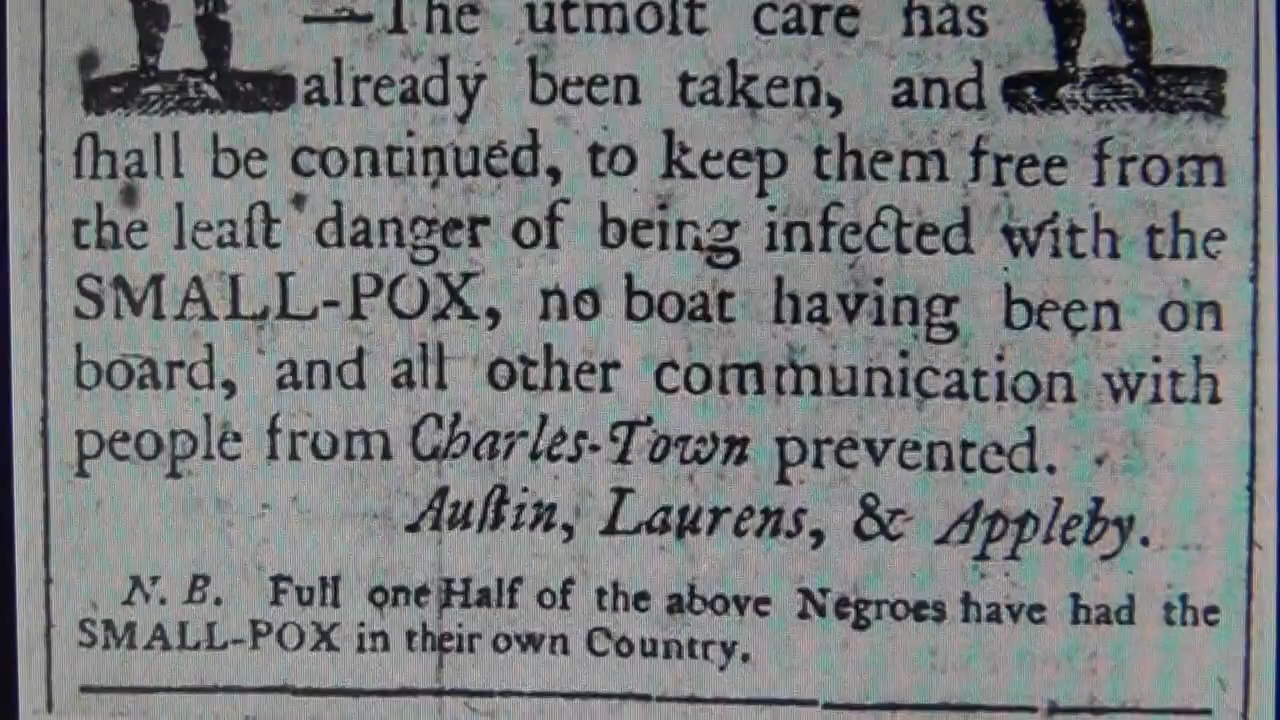 —The utmoſt care has
already been taken, and
ſhall be continued, to keep them free from
the leaſt danger of being infected with the
SMALL-POX, no boat having been on
board, and all other communication with
people from Charles-Town prevented.
Auſtin, Laurens, & Appleby.
N. B. Full one Half of the above Negroes have had the
SMALL-POX in their own Country.